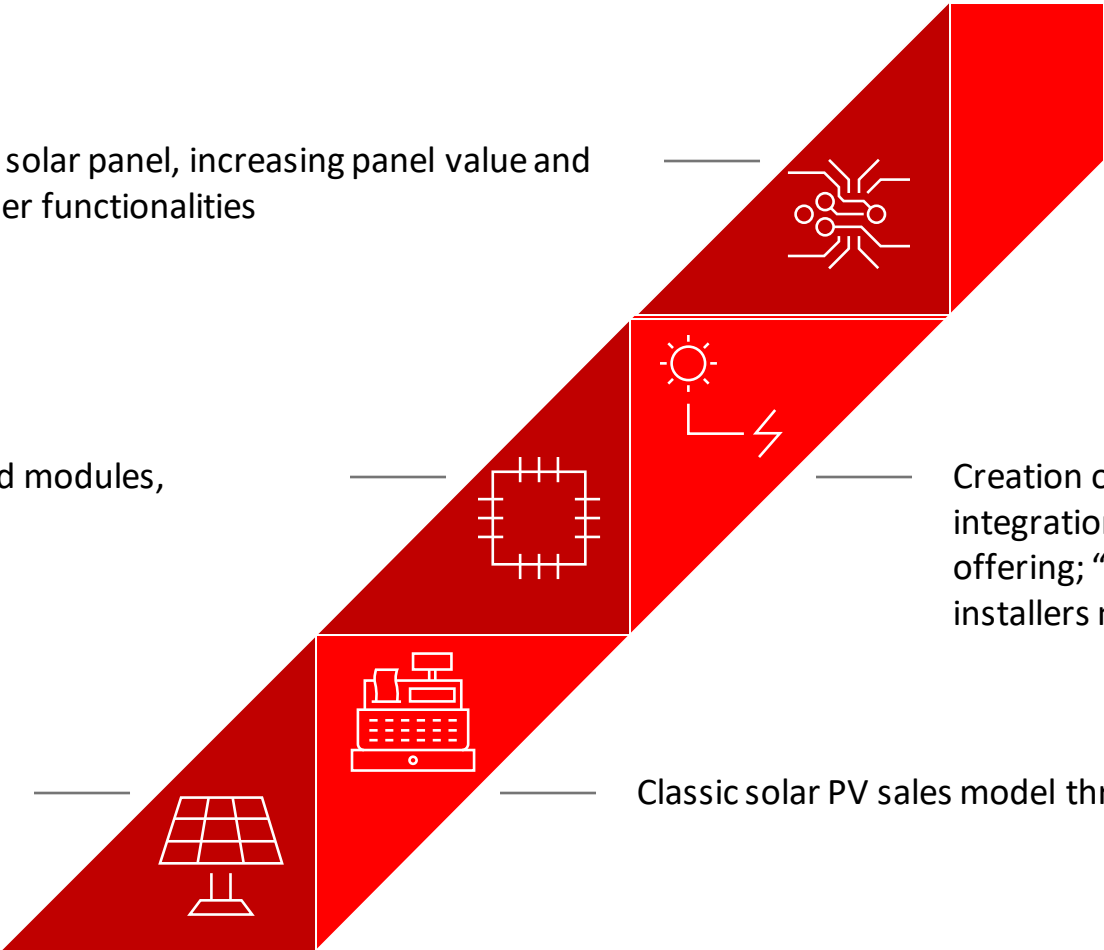 solar panel, increasing panel value and
er functionalities
d modules,
Creation o
integration
offering; “
installers r
Classic solar PV sales model thr